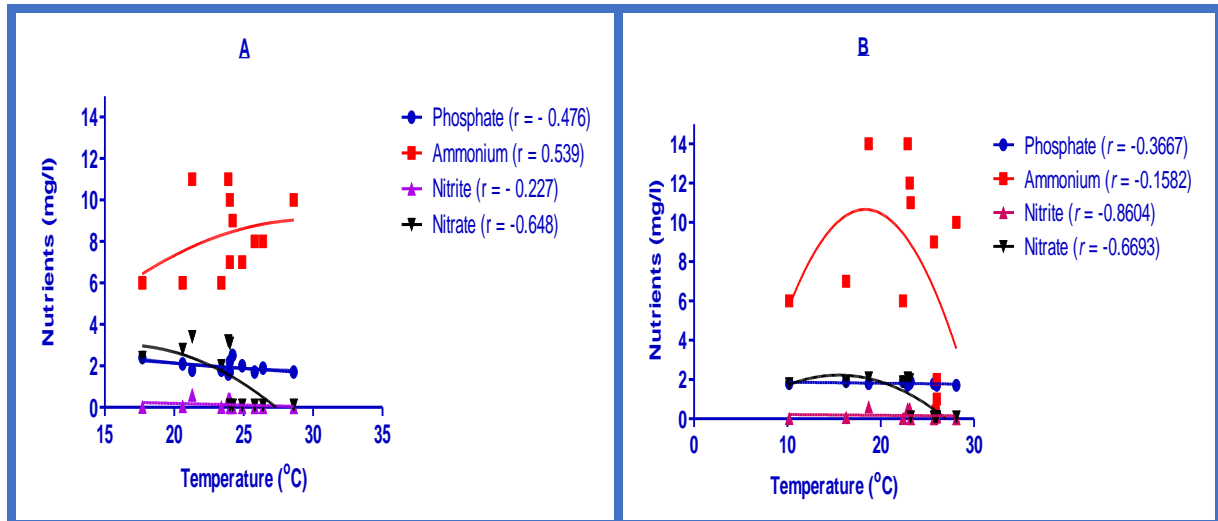 A
Nutrients (mg/l)
14
12
10
8
6
4
2
0
15
20
25
30
35
Temperature (°C)
Phosphate (r = - 0.476)
Ammonium (r = 0.539)
Nitrite (r = - 0.227)
Nitrate (r = -0.648)
B
Nutrients (mg/l)
14
12
10
8
6
4
2
0
0
10
20
30
Temperature (°C)
Phosphate (r = -0.3667)
Ammonium (r = -0.1582)
Nitrite (r = -0.8604)
Nitrate (r = -0.6693)